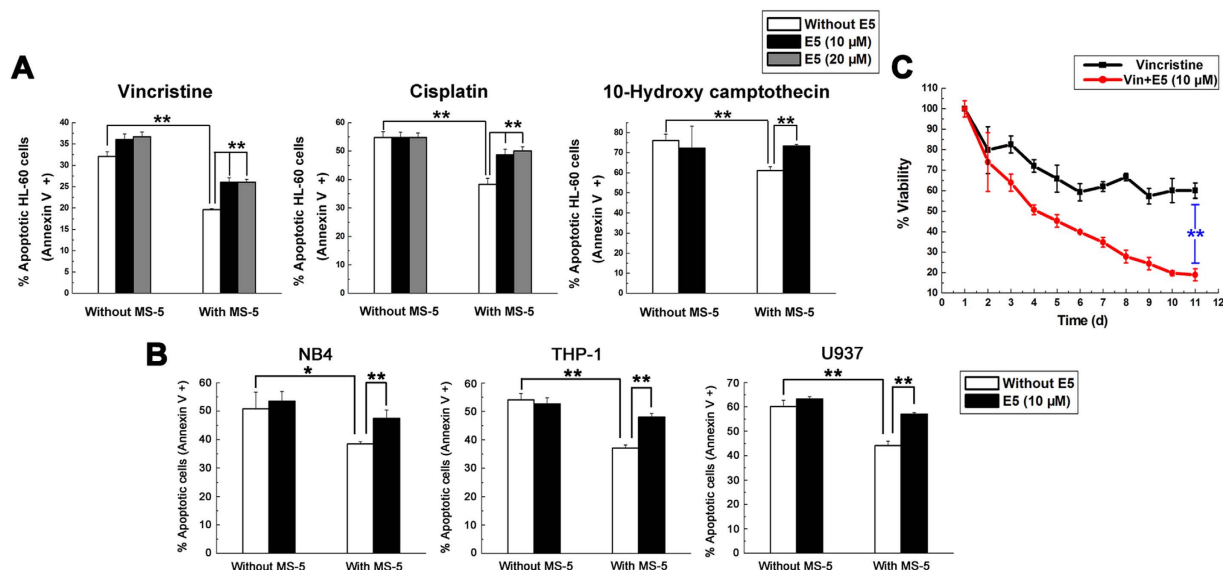 Without E5
E5 (10 µM)
E5 (20 µM)
A
Vincristine
% Apoptotic HL-60 cells
(Annexin V +)
40
35
30
25
20
15
10
5
0
**
**
Without MS-5
With MS-5
Cisplatin
% Apoptotic HL-60 cells
(Annexin V +)
60
50
40
30
20
10
0
**
**
Without MS-5
With MS-5
10-Hydroxy camptothecin
% Apoptotic HL-60 cells
(Annexin V +)
75
60
45
30
15
0
**
**
Without MS-5
With MS-5
C
Vincristine
Vin+E5 (10 µM)
% Viability
110
100
90
80
70
60
50
40
30
20
10
**
0 1 2 3 4 5 6 7 8 9 10 11 12
Time (d)
B
NB4
% Apoptotic cells (Annexin V +)
60
50
40
30
20
10
0
*
**
Without MS-5
With MS-5
THP-1
% Apoptotic cells (Annexin V +)
60
50
40
30
20
10
0
**
**
Without MS-5
With MS-5
U937
% Apoptotic cells (Annexin V +)
70
60
50
40
30
20
10
0
**
**
Without MS-5
With MS-5
Without E5
E5 (10 µM)